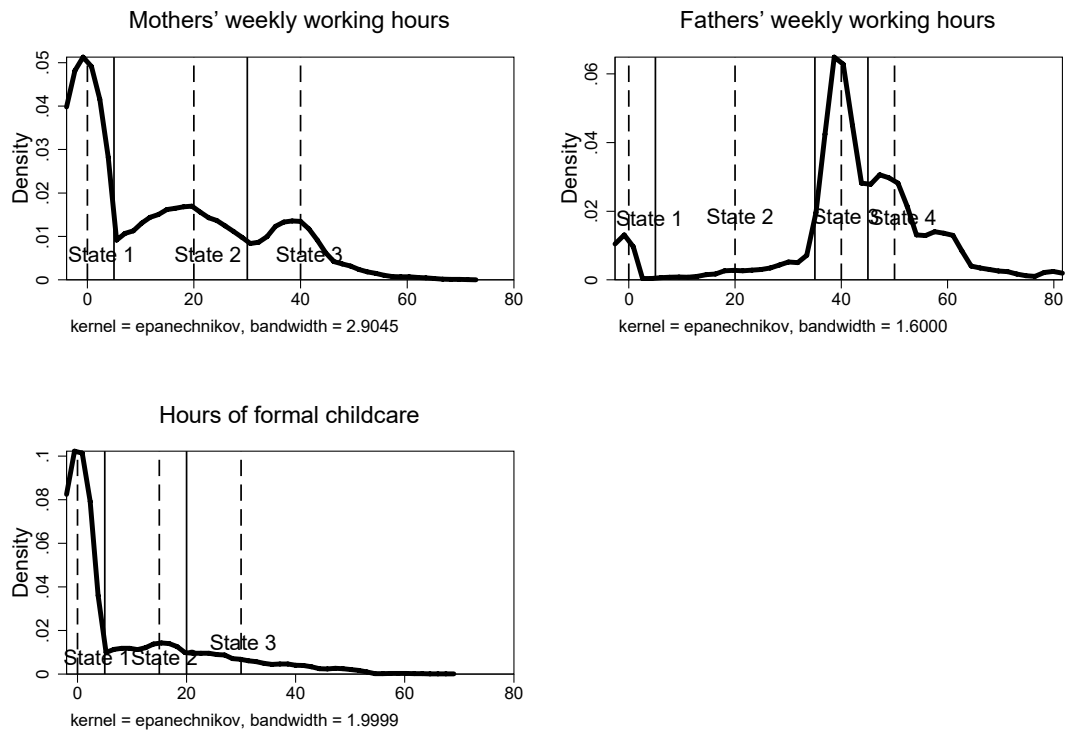 Mothers’ weekly working hours
Density
.05
.04
.03
.02
.01
0
State 1 State 2 State 3
0 20 40 60 80
kernel = epanechnikov, bandwidth = 2.9045
Fathers’ weekly working hours
Density
.06
.04
.02
0
State 1 State 2 State 3 State 4
0 20 40 60 80
kernel = epanechnikov, bandwidth = 1.6000
Hours of formal childcare
Density
.1
.08
.06
.04
.02
0
State 1 State 2 State 3
0 20 40 60 80
kernel = epanechnikov, bandwidth = 1.9999